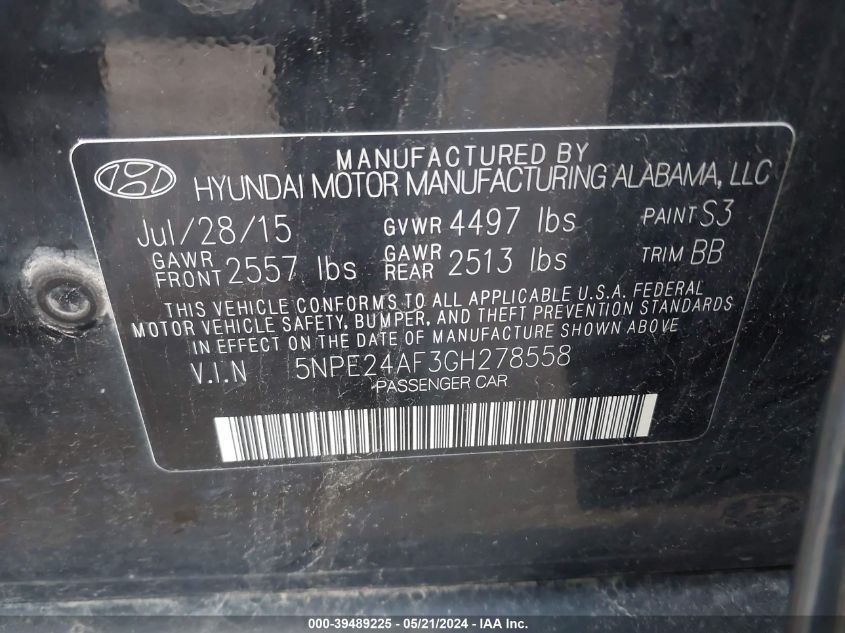 MANUFACTURED BY
HYUNDAI MOTOR MANUFACTURING ALABAMA, LLC
Jul/28/15 GVWR 4497 lbs PAINT S3
GAWR FRONT 2557 lbs GAWR REAR 2513 lbs TRIM BB
THIS VEHICLE CONFORMS TO ALL APPLICABLE U.S.A. FEDERAL
MOTOR VEHICLE SAFETY, BUMPER, AND THEFT PREVENTION STANDARDS
IN EFFECT ON THE DATE OF MANUFACTURE SHOWN ABOVE
V.I.N 5NPE24AF3GH278558
PASSENGER CAR
000-39489225 - 05/21/2024 - IAA Inc.